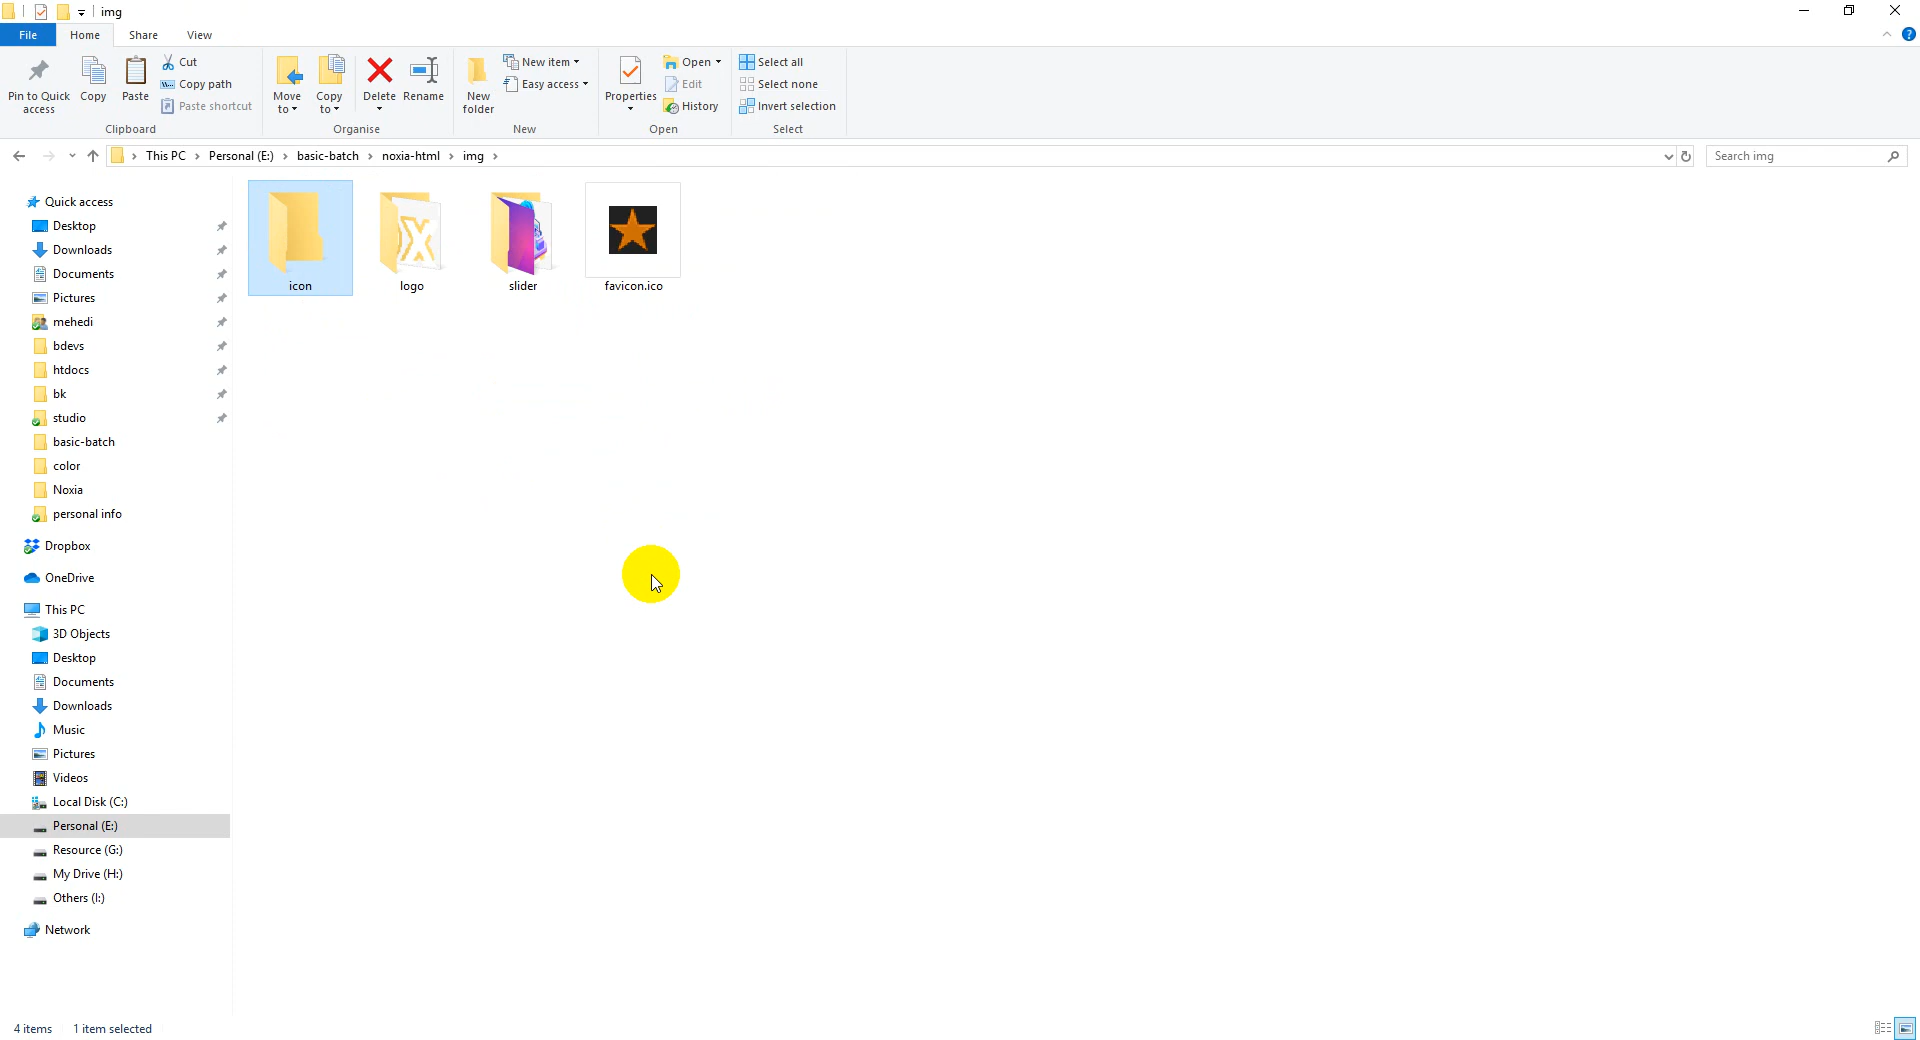 img
File Home Share View
Pin to Quick access
Copy
Paste
Cut
Copy path
Paste shortcut
Clipboard
Move to
Copy to
Delete
Rename
Organise
New folder
New item
Easy access
New
Properties
Open
Edit
History
Open
Select all
Select none
Invert selection
Select
This PC > Personal (E:) > basic-batch > noxia-html > img >
Search img
Quick access
Desktop
Downloads
Documents
Pictures
mehedi
bdevs
htdocs
bk
studio
basic-batch
color
Noxia
personal info
Dropbox
OneDrive
This PC
3D Objects
Desktop
Documents
Downloads
Music
Pictures
Videos
Local Disk (C:)
Personal (E:)
Resource (G:)
My Drive (H:)
Others (I:)
Network
icon
logo
slider
favicon.ico
4 items 1 item selected